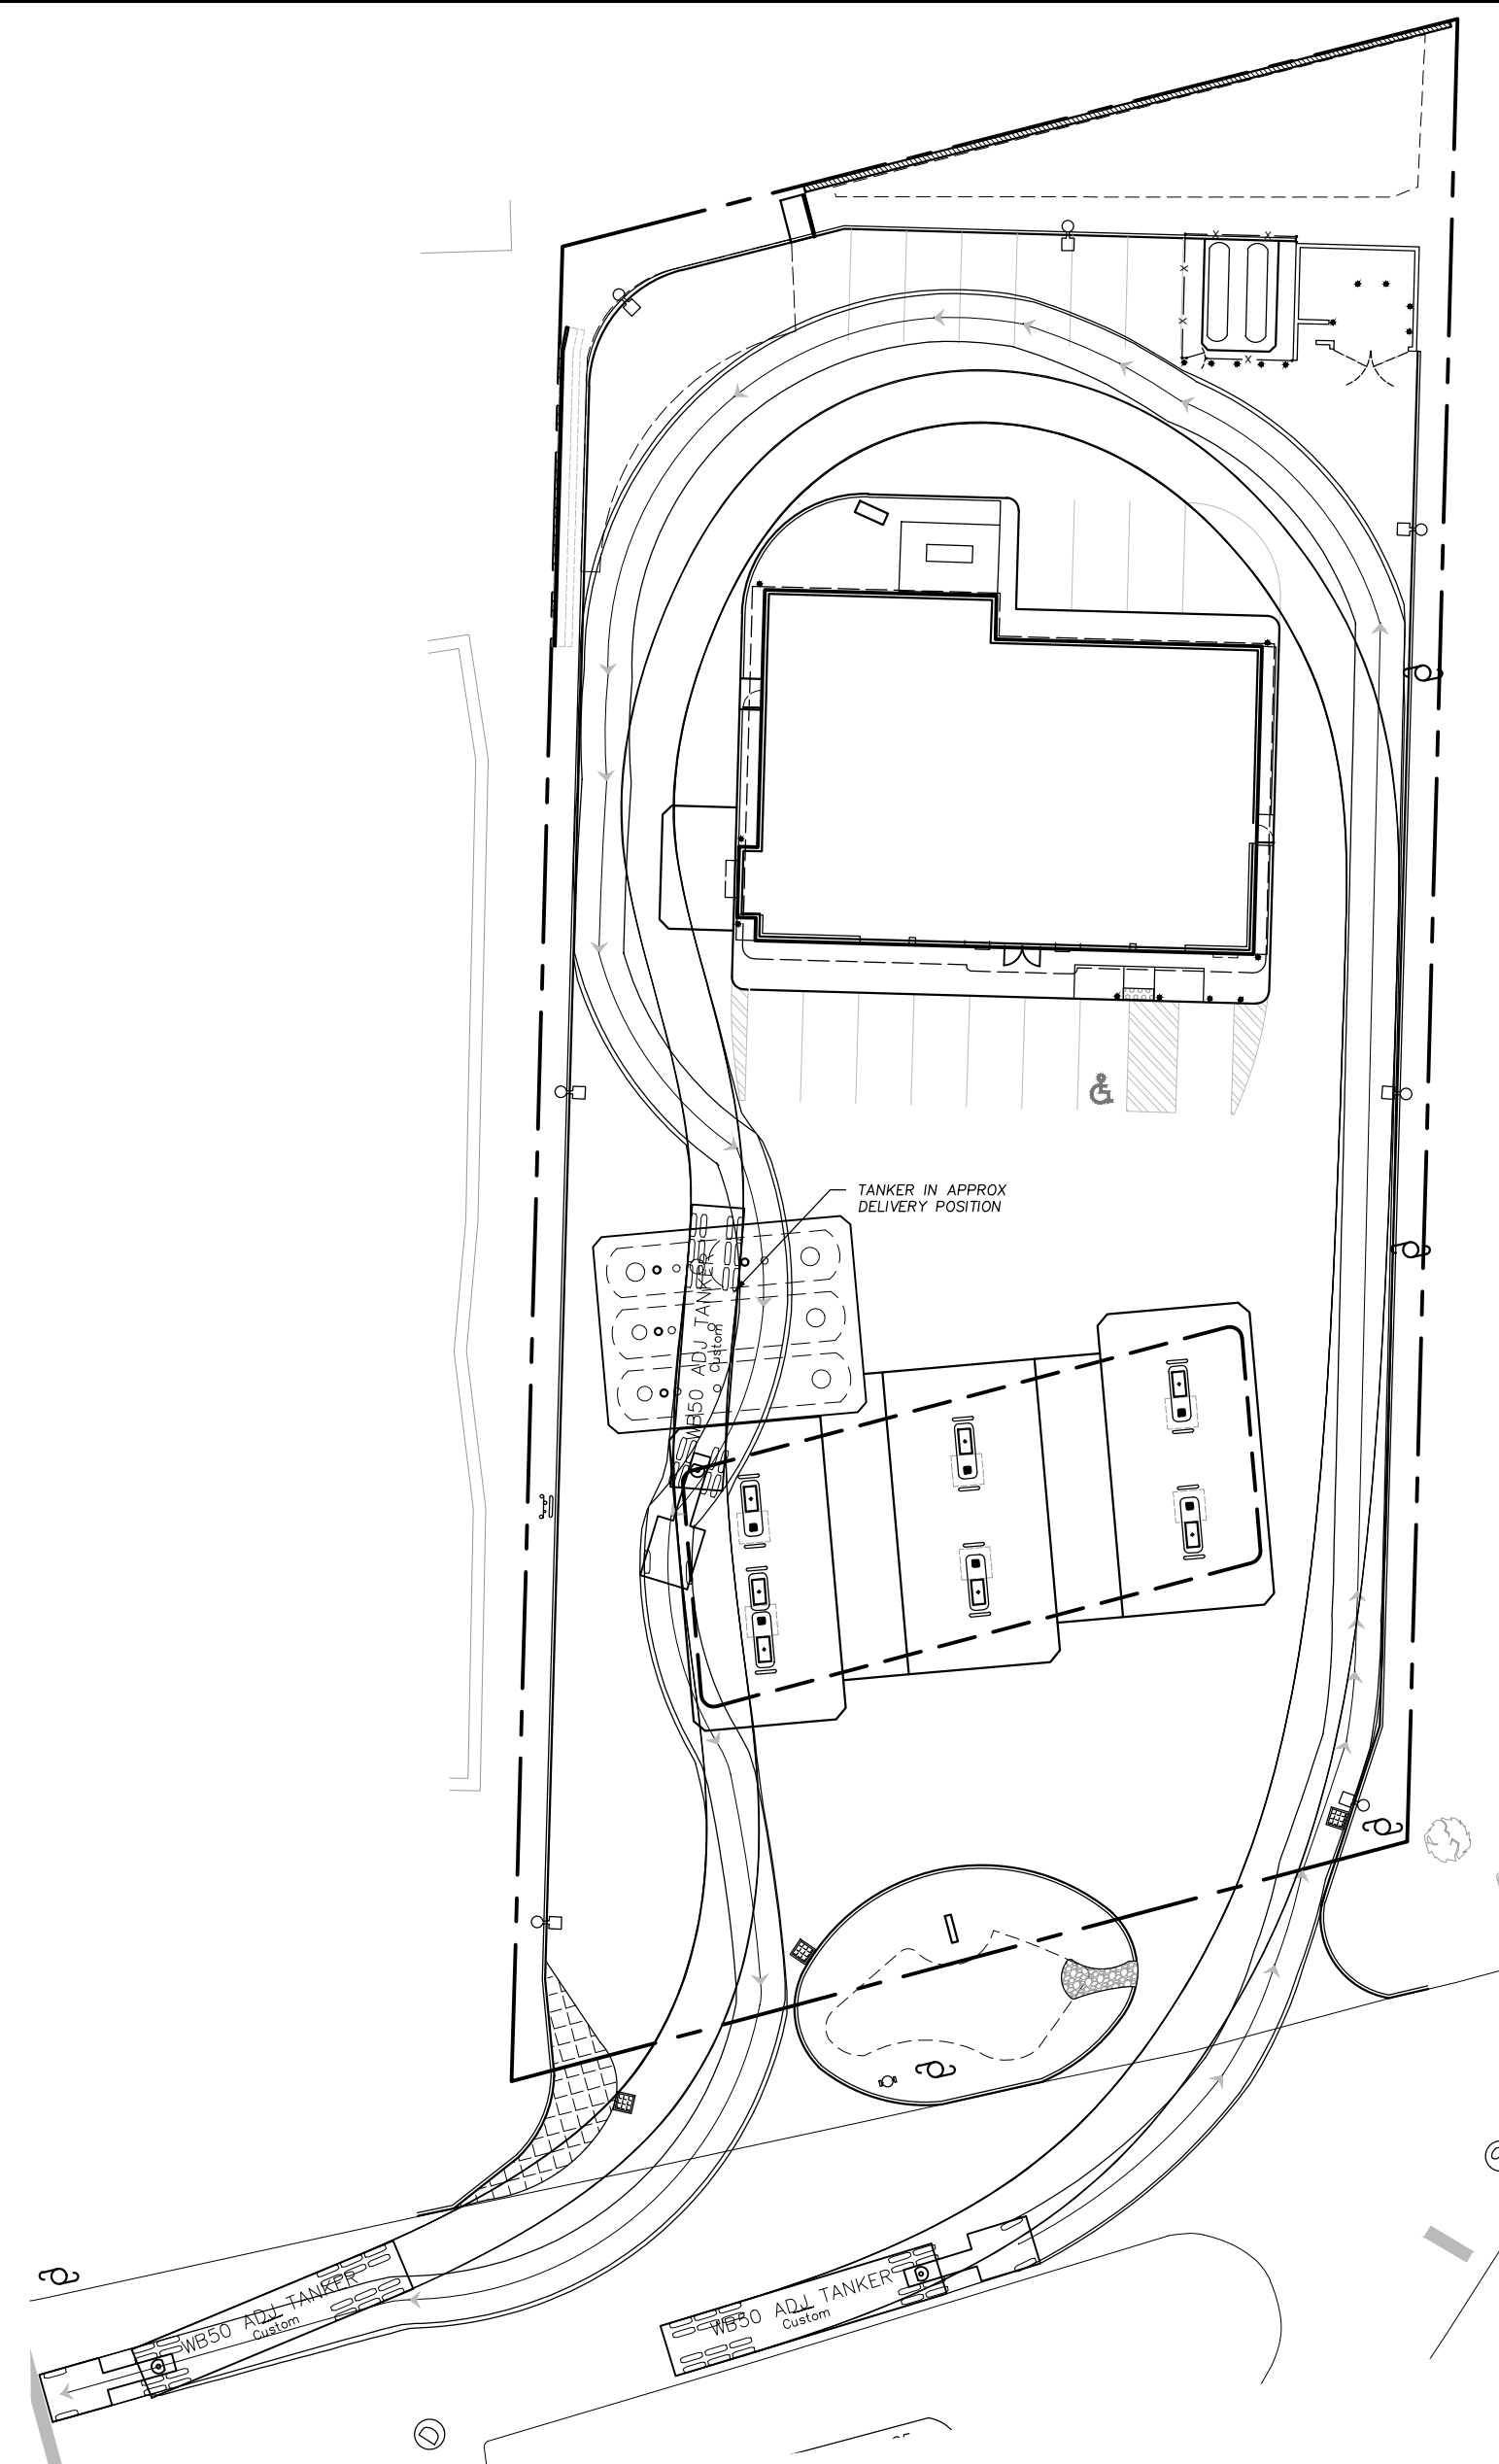 TANKER IN APPROX
DELIVERY POSITION
WB50 ADJ TANKER
Custom
WB50 ADJ TANKER
Custom
WB50 ADJ TANKER
Custom
D